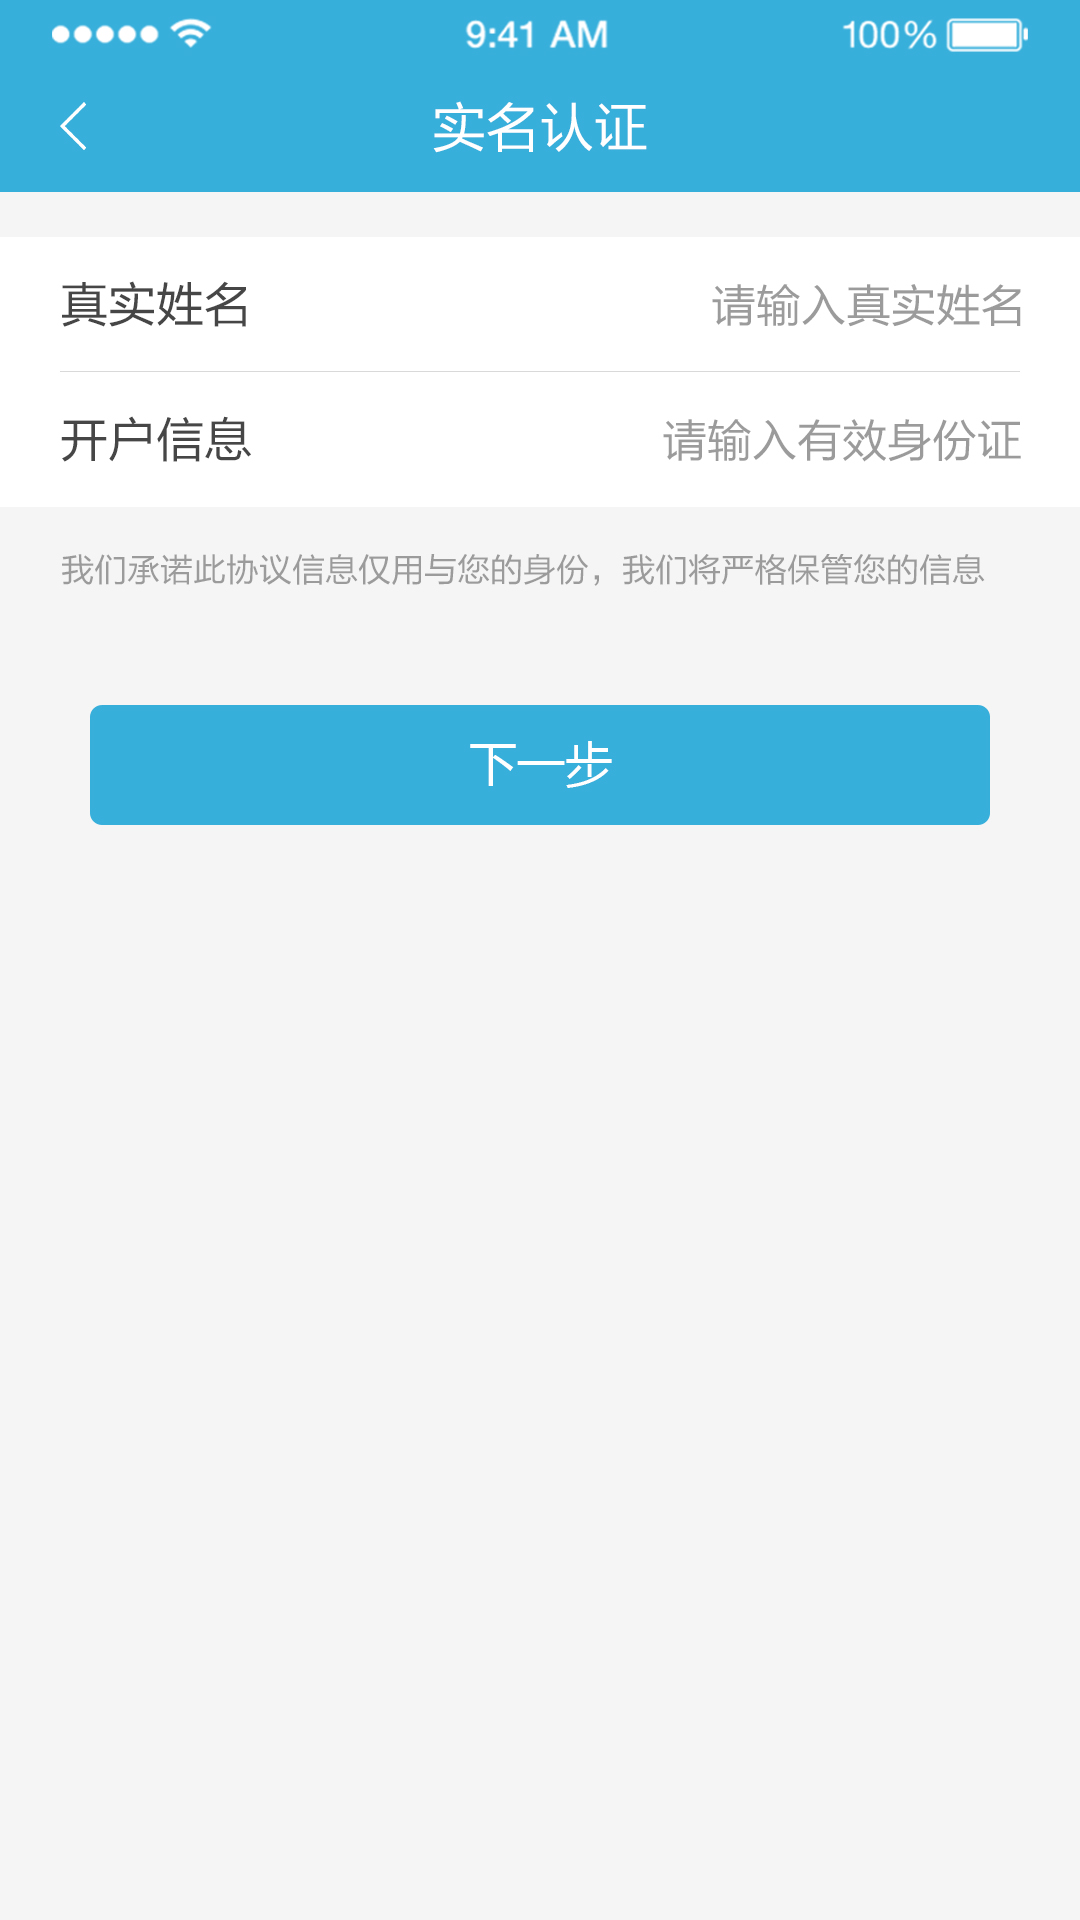 9:41 AM 100%
实名认证
真实姓名 请输入真实姓名
开户信息 请输入有效身份证
我们承诺此协议信息仅用与您的身份，我们将严格保管您的信息
下一步